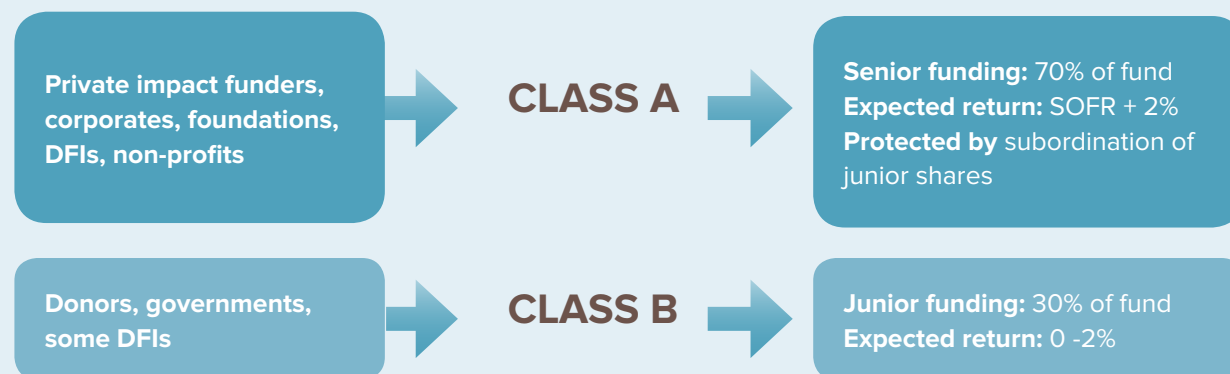 Private impact funders,
corporates, foundations,
DFIs, non-profits
CLASS A
Senior funding: 70% of fund
Expected return: SOFR + 2%
Protected by subordination of
junior shares
Donors, governments,
some DFIs
CLASS B
Junior funding: 30% of fund
Expected return: 0 -2%